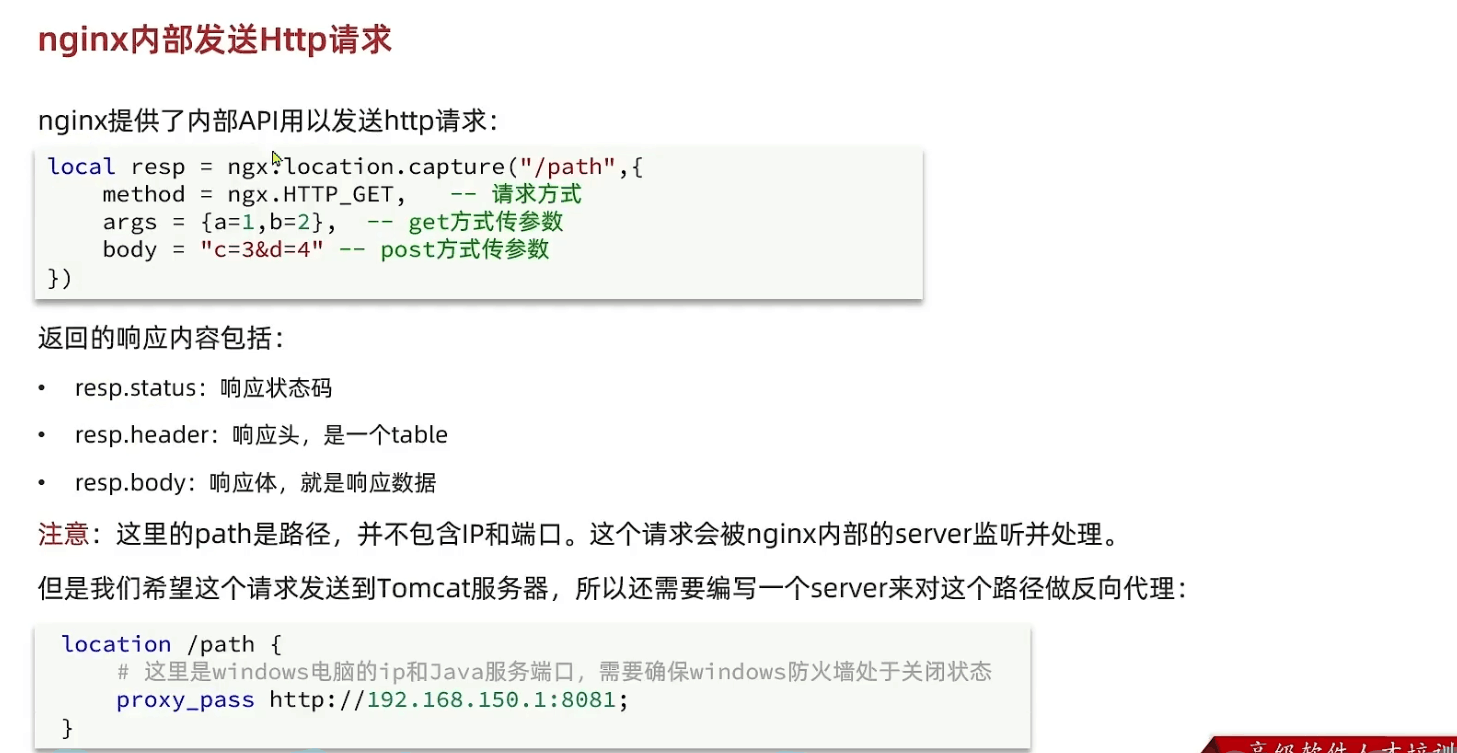 nginx内部发送Http请求
nginx提供了内部API用以发送http请求：
local resp = ngx.location.capture("/path",{
    method = ngx.HTTP_GET,   -- 请求方式
    args = {a=1,b=2},  -- get方式传参数
    body = "c=3&d=4" -- post方式传参数
})
返回的响应内容包括：
• resp.status：响应状态码
• resp.header：响应头，是一个table
• resp.body：响应体，就是响应数据
注意：这里的path是路径，并不包含IP和端口。这个请求会被nginx内部的server监听并处理。
但是我们希望这个请求发送到Tomcat服务器，所以还需要编写一个server来对这个路径做反向代理：
location /path {
    # 这里是windows电脑的ip和Java服务端口，需要确保windows防火墙处于关闭状态
    proxy_pass http://192.168.150.1:8081;
}
高级软件人才培训